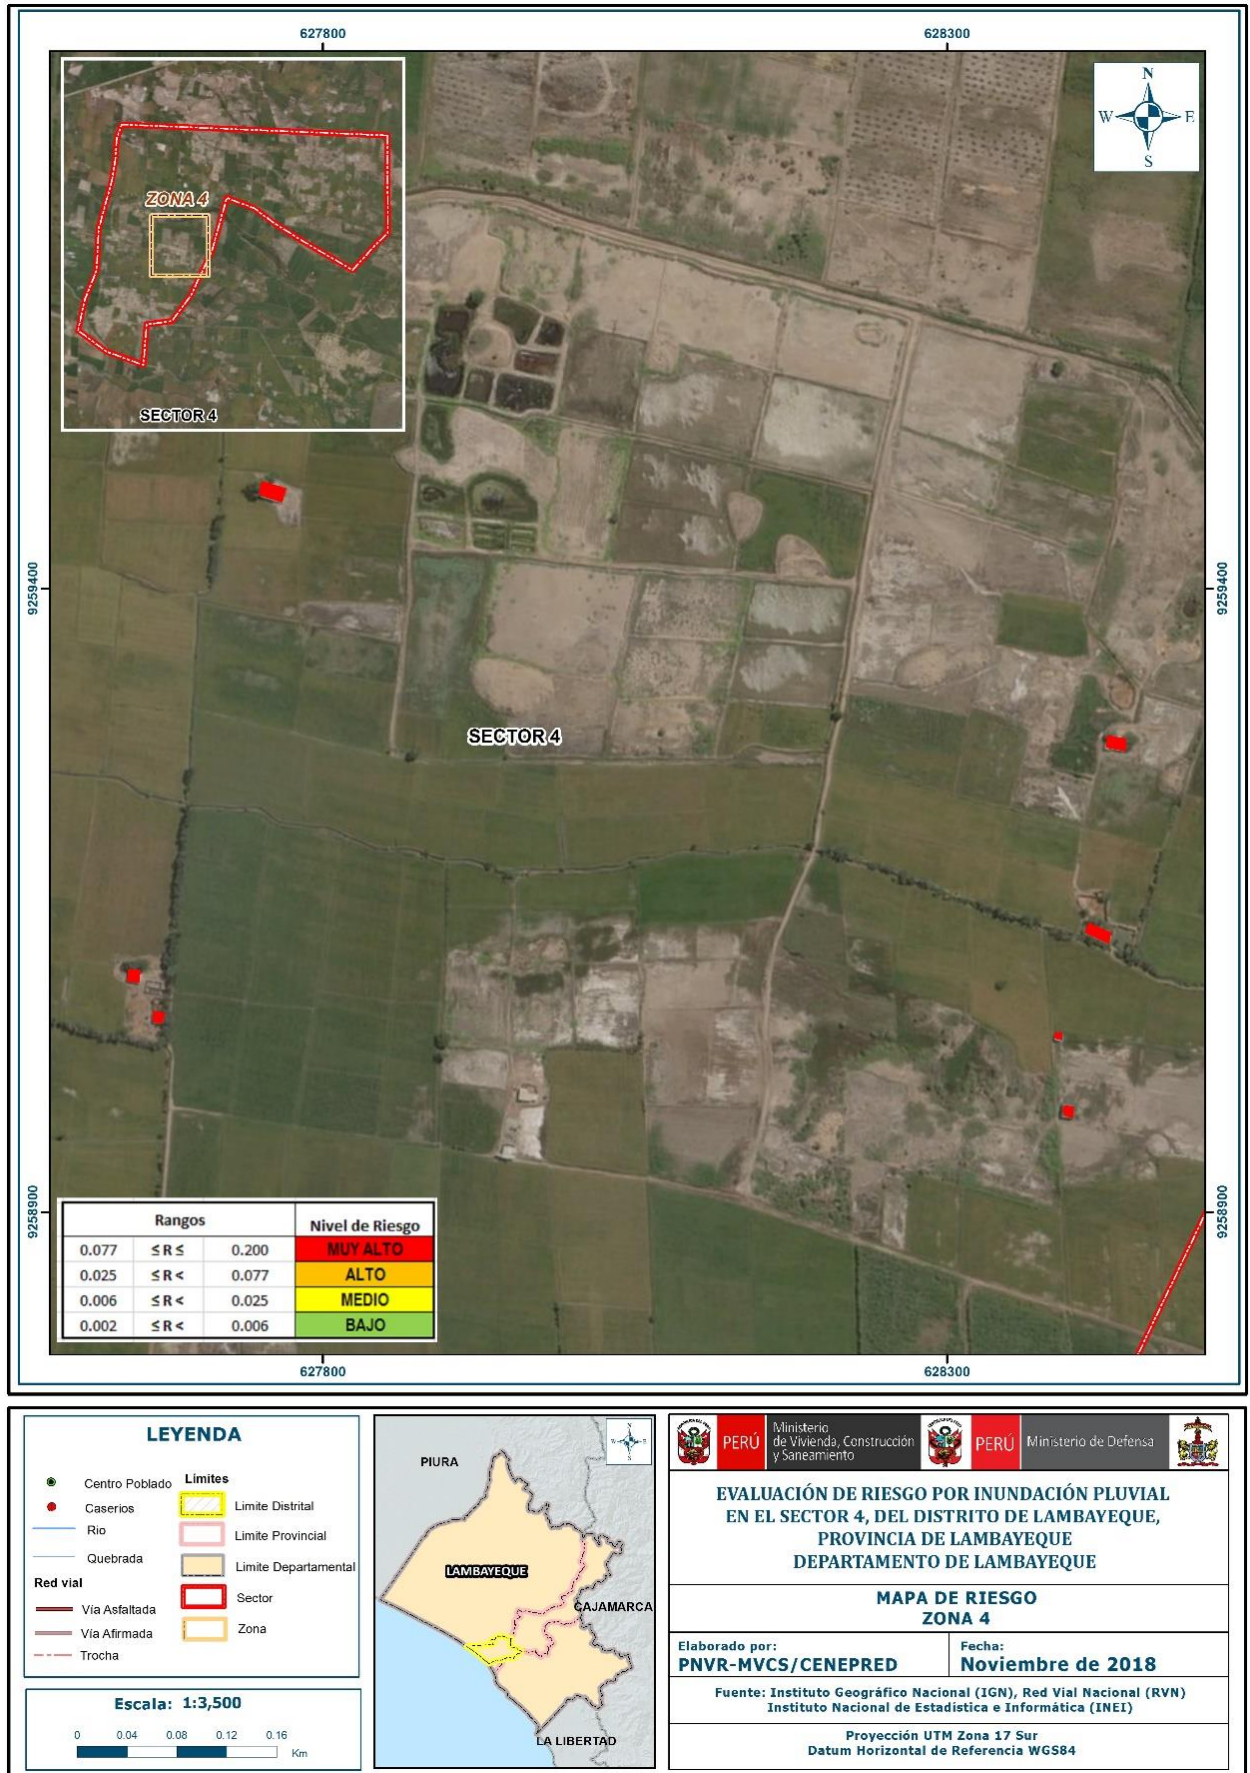 627800
628300
ZONA 4
SECTOR 4
N
W
E
S
9259400
9259400
SECTOR 4
9258900
9258900
Rangos
Nivel de Riesgo
0.077 ≤ R ≤ 0.200 MUY ALTO
0.025 ≤ R < 0.077 ALTO
0.006 ≤ R < 0.025 MEDIO
0.002 ≤ R < 0.006 BAJO
627800
628300
LEYENDA
Centro Poblado
Caserios
Rio
Quebrada
Red vial
Vía Asfaltada
Vía Afirmada
Trocha
Límites
Limite Distrital
Limite Provincial
Limite Departamental
Sector
Zona
Escala: 1:3,500
0 0.04 0.08 0.12 0.16
Km
PIURA
LAMBAYEQUE
CAJAMARCA
LA LIBERTAD
PERÚ
Ministerio
de Vivienda, Construcción
y Saneamiento
PERÚ
Ministerio de Defensa
EVALUACIÓN DE RIESGO POR INUNDACIÓN PLUVIAL
EN EL SECTOR 4, DEL DISTRITO DE LAMBAYEQUE,
PROVINCIA DE LAMBAYEQUE
DEPARTAMENTO DE LAMBAYEQUE
MAPA DE RIESGO
ZONA 4
Elaborado por:
PNVR-MVCS/CENEPRED
Fecha:
Noviembre de 2018
Fuente: Instituto Geográfico Nacional (IGN), Red Vial Nacional (RVN)
Instituto Nacional de Estadística e Informática (INEI)
Proyección UTM Zona 17 Sur
Datum Horizontal de Referencia WGS84